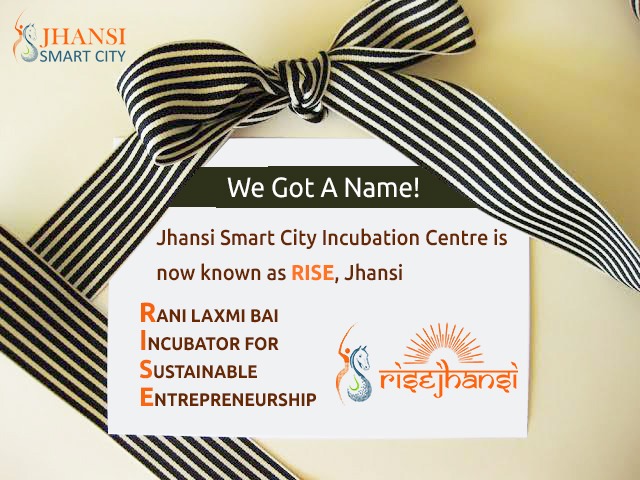 JHANSI
SMART CITY
We Got A Name!
Jhansi Smart City Incubation Centre is
now known as RISE, Jhansi
RANI LAXMI BAI
INCUBATOR FOR
SUSTAINABLE
ENTREPRENEURSHIP
risejhansi